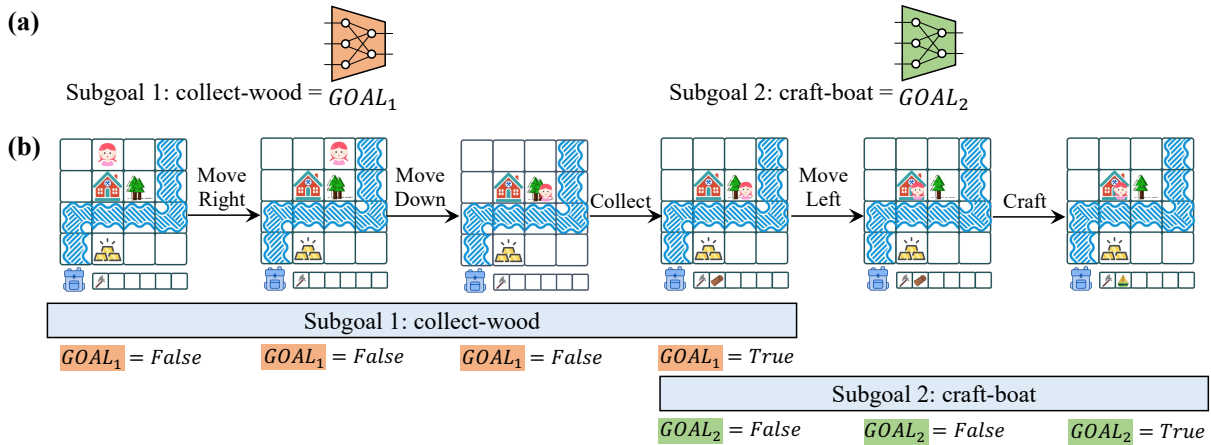 (a)
Subgoal 1: collect-wood = GOAL₁
Subgoal 2: craft-boat = GOAL₂
(b)
Move Right
Move Down
Collect
Move Left
Craft
Subgoal 1: collect-wood
GOAL₁ = False
GOAL₁ = False
GOAL₁ = False
GOAL₁ = True
Subgoal 2: craft-boat
GOAL₂ = False
GOAL₂ = False
GOAL₂ = True